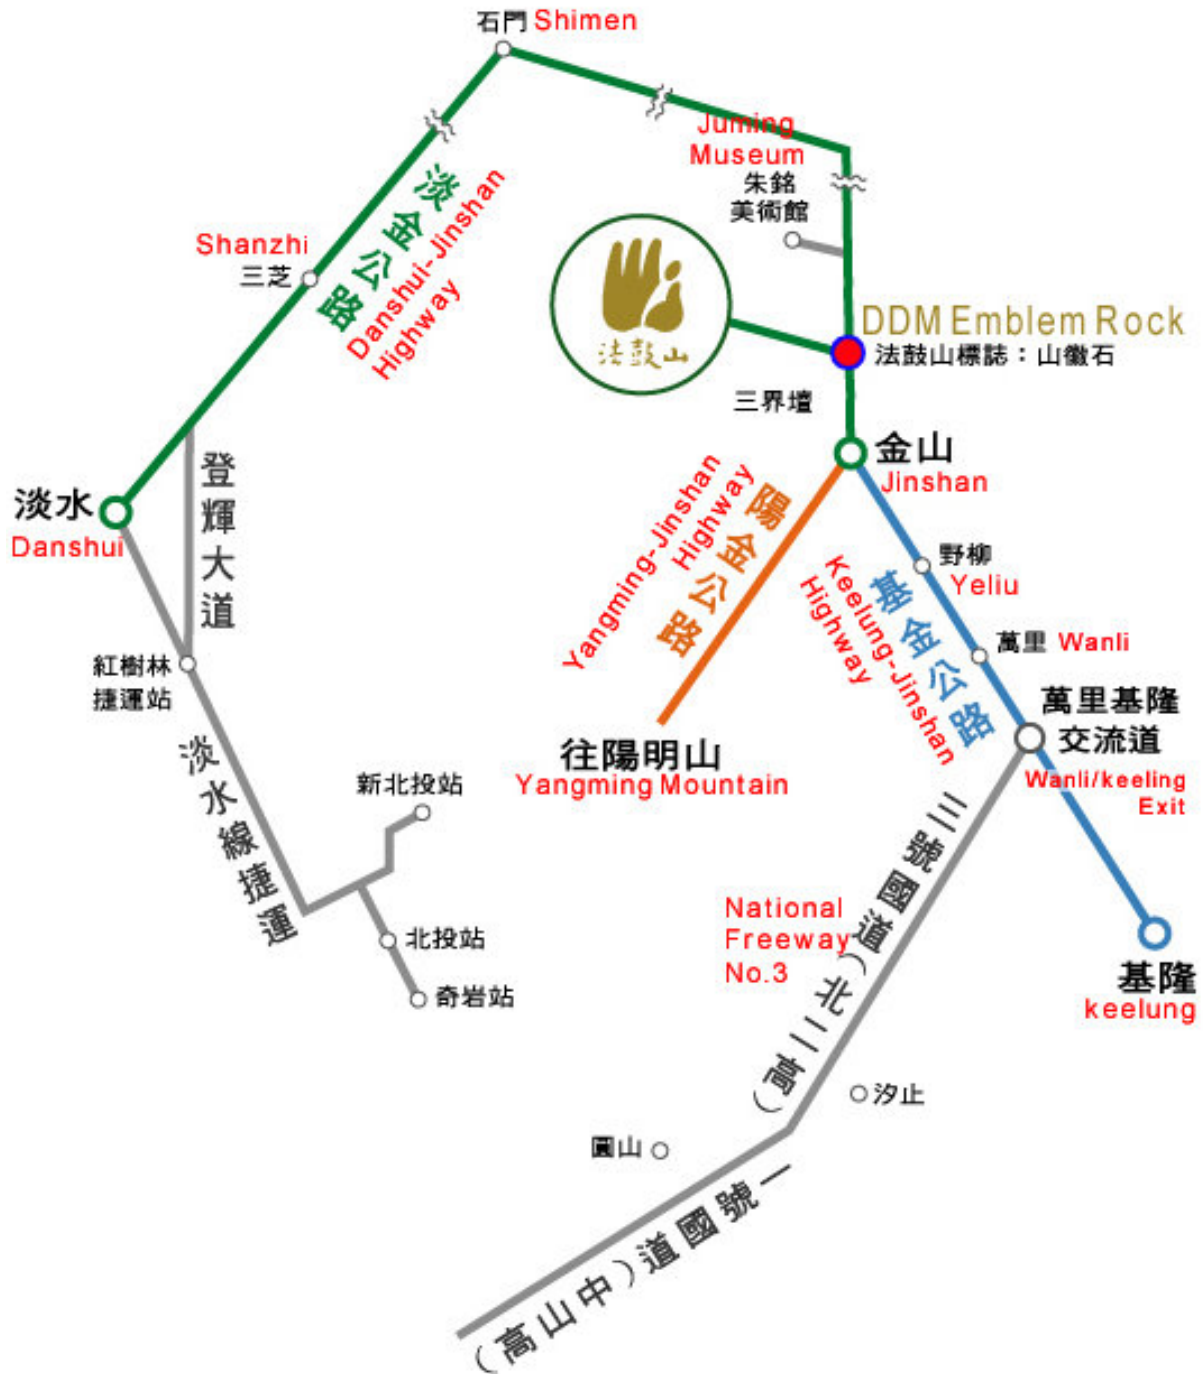 石門 Shimen
Juming
Museum
朱銘
美術館
淡金公路
Danshui-Jinshan
Highway
Shanzhi
三芝
法鼓山
DDM Emblem Rock
法鼓山標誌：山徽石
三界壇
金山
Jinshan
淡水
Danshui
登輝大道
陽金公路
Yangming-Jinshan
Highway
基金公路
Keelung-Jinshan
Highway
野柳
Yeliu
萬里 Wanli
紅樹林
捷運站
萬里基隆
交流道
Wanli/keeling
Exit
往陽明山
Yangming Mountain
淡水線捷運
新北投站
北投站
奇岩站
三號國道(北二高)
National
Freeway
No.3
基隆
keelung
汐止
圓山
一號國道(中山高)